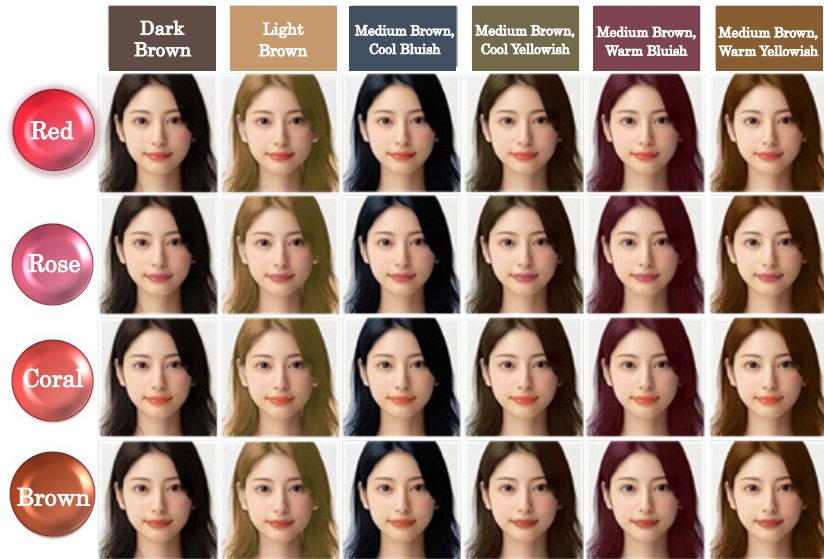 Dark
Brown
Light
Brown
Medium Brown,
Cool Bluish
Medium Brown,
Cool Yellowish
Medium Brown,
Warm Bluish
Medium Brown,
Warm Yellowish
Red
Rose
Coral
Brown